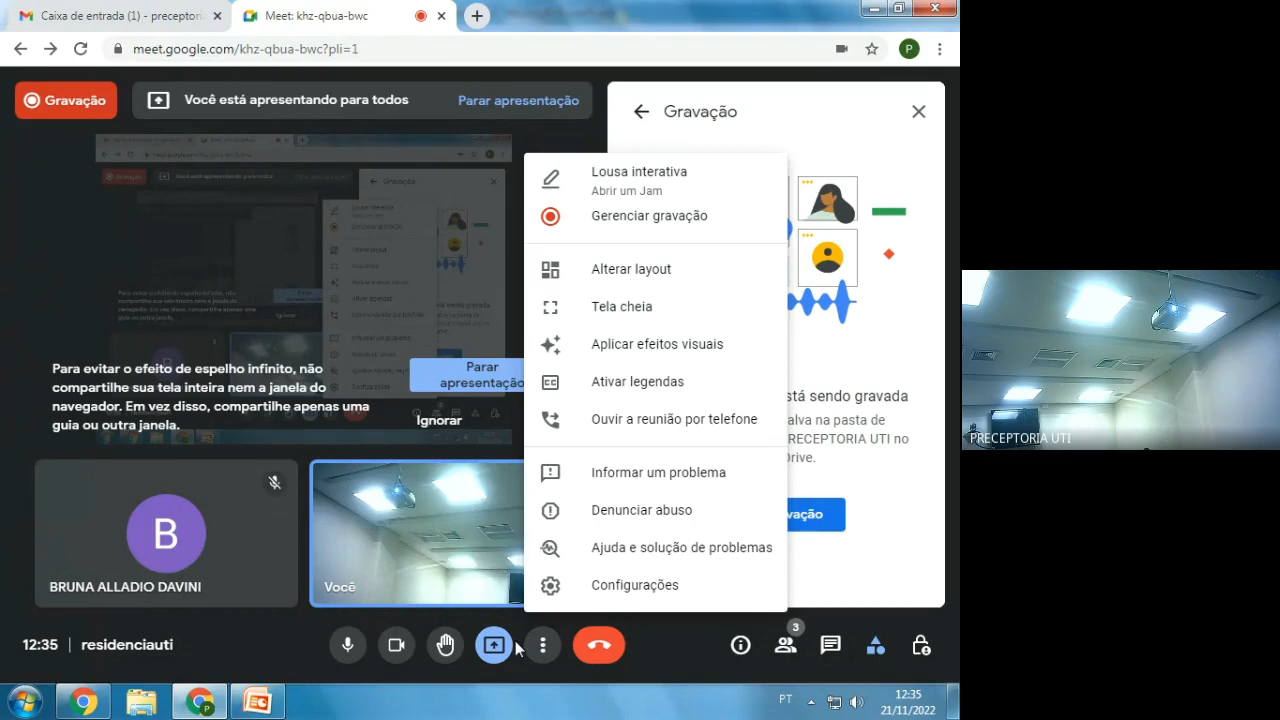 Caixa de entrada (1) - preceptoria
Meet: khz-qbua-bwc
meet.google.com/khz-qbua-bwc?pli=1
P
Gravação
Você está apresentando para todos
Parar apresentação
Gravação
Lousa interativa
Abrir um Jam
Gerenciar gravação
Alterar layout
Tela cheia
Aplicar efeitos visuais
Ativar legendas
Ouvir a reunião por telefone
Informar um problema
Denunciar abuso
Ajuda e solução de problemas
Configurações
stá sendo gravada
alva na pasta de
PRECEPTORIA UTI no
Drive.
vação
Para evitar o efeito de espelho infinito, não
compartilhe sua tela inteira nem a janela do
navegador. Em vez disso, compartilhe apenas uma
guia ou outra janela.
Parar
apresentação
Ignorar
B
BRUNA ALLADIO DAVINI
Você
PRECEPTORIA UTI
12:35 | residenciauti
3
PT
12:35
21/11/2022